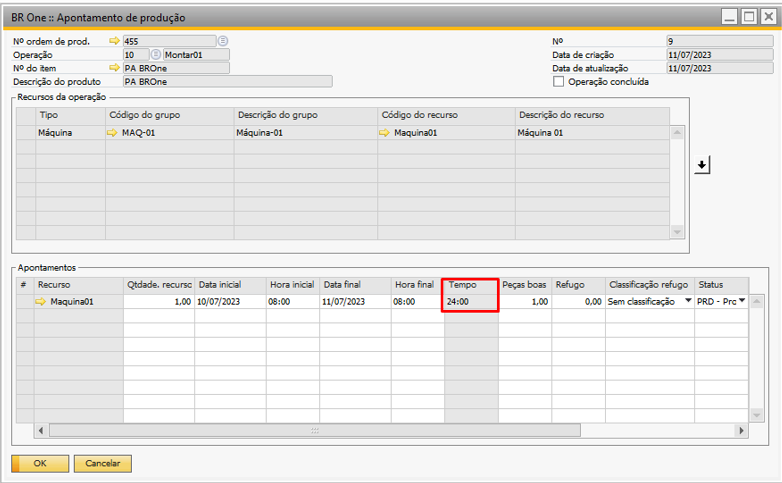 BR One :: Apontamento de produção
Nº ordem de prod. 455
Operação 10 Montar01
Nº do item PA BROne
Descrição do produto PA BROne
Nº 9
Data de criação 11/07/2023
Data de atualização 11/07/2023
Operação concluída
Recursos da operação
Tipo Código do grupo Descrição do grupo Código do recurso Descrição do recurso
Máquina MAQ-01 Máquina-01 Maquina01 Máquina 01
Apontamentos
# Recurso Qtdade. recurso Data inicial Hora inicial Data final Hora final Tempo Peças boas Refugo Classificação refugo Status
Maquina01 1,00 10/07/2023 08:00 11/07/2023 08:00 24:00 1,00 0,00 Sem classificação PRD - Prc
OK Cancelar